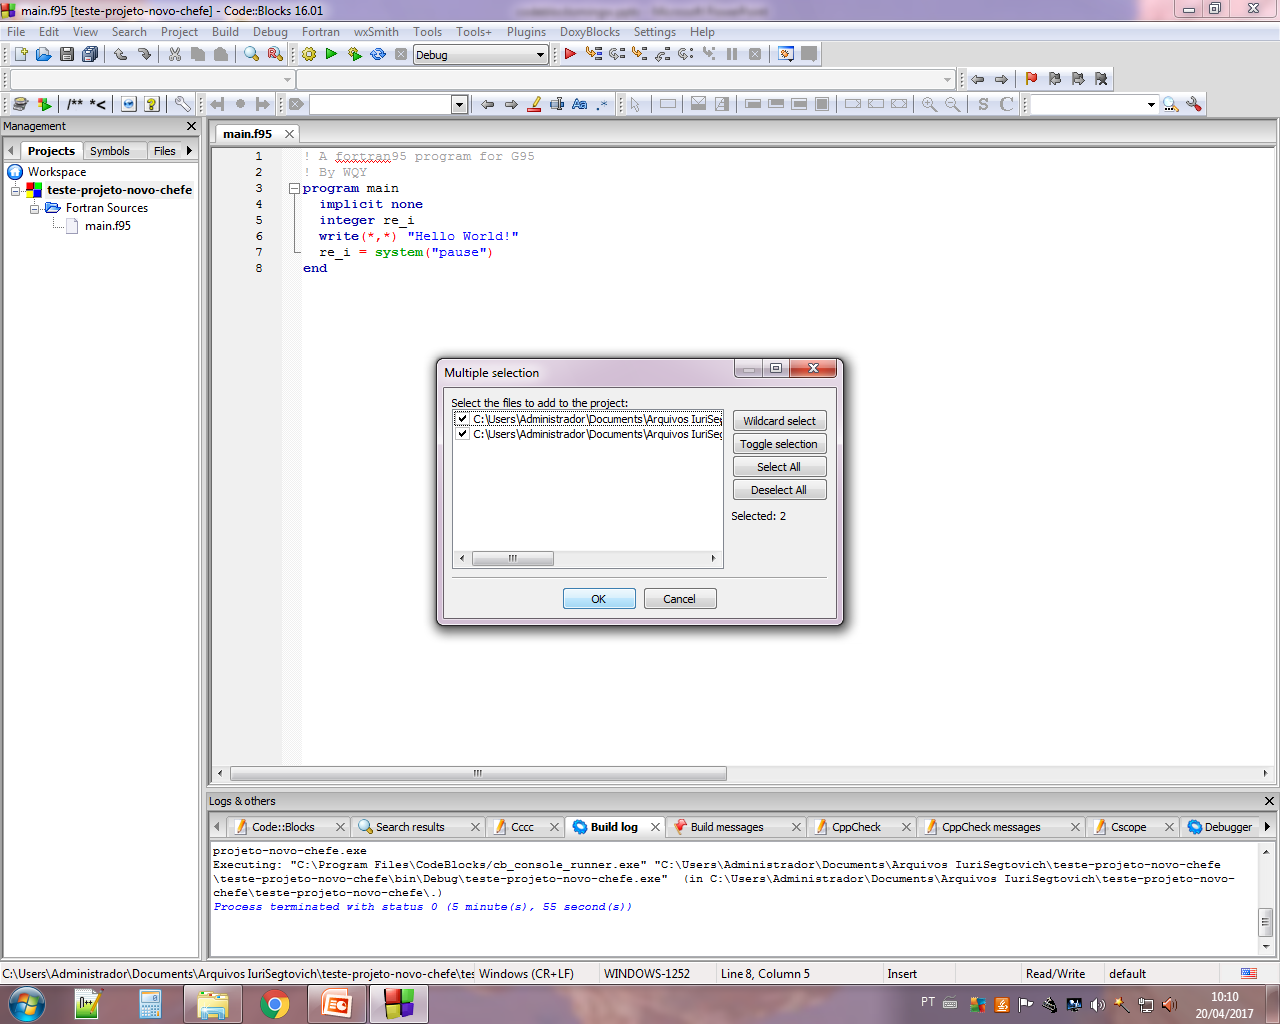 main.f95 [teste-projeto-novo-chefe] - Code::Blocks 16.01
File Edit View Search Project Build Debug Fortran wxSmith Tools Tools+ Plugins DoxyBlocks Settings Help
Debug
/** *<
Aa .*
S C
Management
Projects Symbols Files
Workspace
teste-projeto-novo-chefe
Fortran Sources
main.f95
main.f95
1 ! A fortran95 program for G95
2 ! By WQY
3 program main
4 implicit none
5 integer re_i
6 write(*,*) "Hello World!"
7 re_i = system("pause")
8 end
Multiple selection
Select the files to add to the project:
C:\Users\Administrador\Documents\Arquivos IuriSeg
C:\Users\Administrador\Documents\Arquivos IuriSeg
Wildcard select
Toggle selection
Select All
Deselect All
Selected: 2
OK Cancel
Logs & others
Code::Blocks Search results Cccc Build log Build messages CppCheck CppCheck messages Cscope Debugger
projeto-novo-chefe.exe
Executing: "C:\Program Files\CodeBlocks/cb_console_runner.exe" "C:\Users\Administrador\Documents\Arquivos IuriSegtovich\teste-projeto-novo-chefe
\teste-projeto-novo-chefe\bin\Debug\teste-projeto-novo-chefe.exe"  (in C:\Users\Administrador\Documents\Arquivos IuriSegtovich\teste-projeto-novo-
chefe\teste-projeto-novo-chefe\.)
Process terminated with status 0 (5 minute(s), 55 second(s))
C:\Users\Administrador\Documents\Arquivos IuriSegtovich\teste-projeto-novo-chefe\tes Windows (CR+LF) WINDOWS-1252 Line 8, Column 5 Insert Read/Write default
PT
10:10
20/04/2017